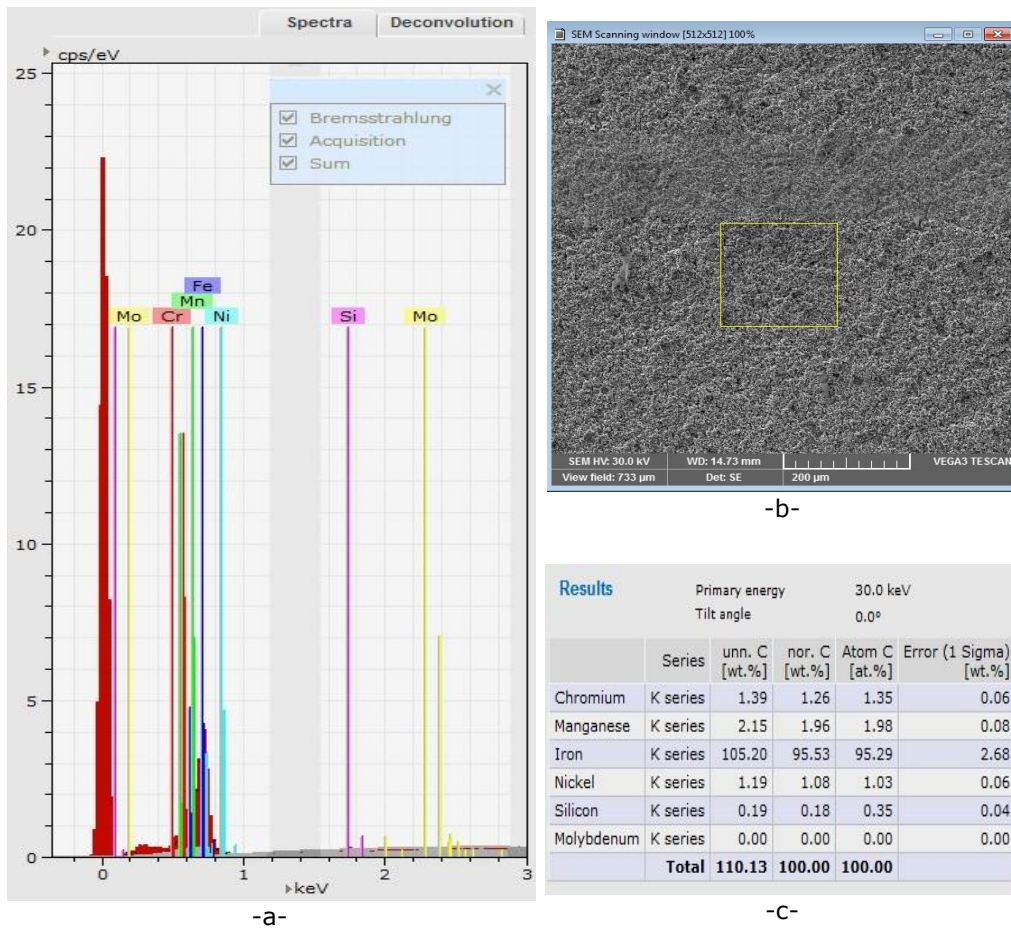 Spectra Deconvolution
cps/eV
Bremsstrahlung
Acquisition
Sum
25
20
15
10
5
0
Fe
Mn
Mo Cr Ni Si Mo
0 1 2 3
keV
-a-
SEM Scanning window [512x512] 100%
SEM HV: 30.0 kV WD: 14.73 mm VEGA3 TESCAN
View field: 733 µm Det: SE 200 µm
-b-
Results Primary energy 30.0 keV
Tilt angle 0.0°
Series unn. C nor. C Atom C Error (1 Sigma)
[wt.%] [wt.%] [at.%] [wt.%]
Chromium K series 1.39 1.26 1.35 0.06
Manganese K series 2.15 1.96 1.98 0.08
Iron K series 105.20 95.53 95.29 2.68
Nickel K series 1.19 1.08 1.03 0.06
Silicon K series 0.19 0.18 0.35 0.04
Molybdenum K series 0.00 0.00 0.00 0.00
Total 110.13 100.00 100.00
-c-